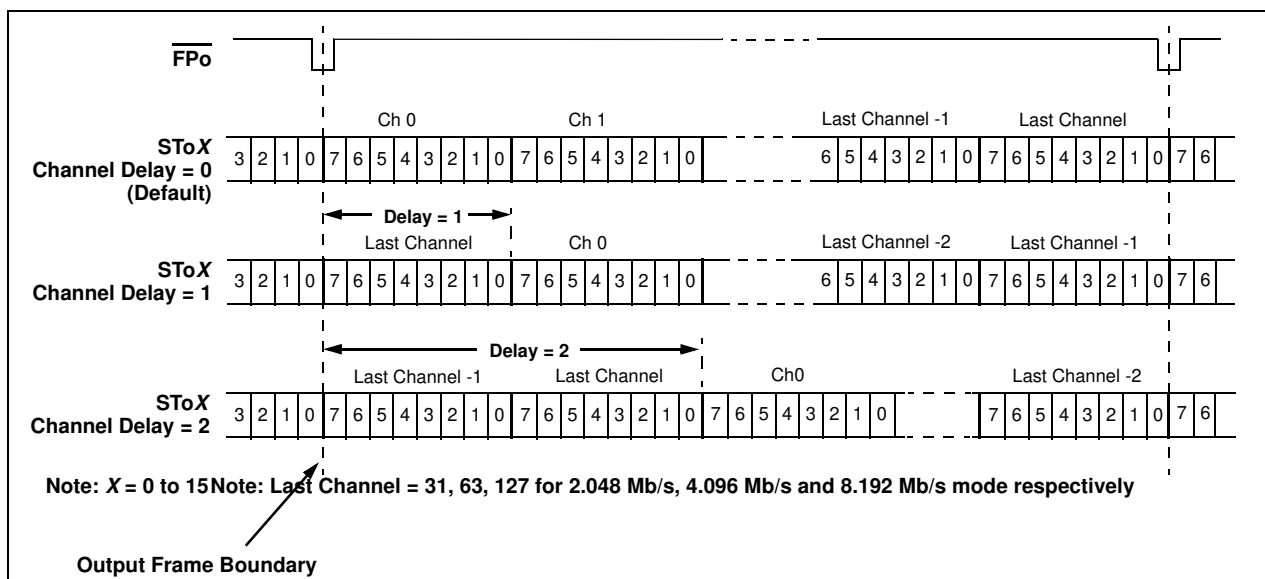 FPo
Ch 0 Ch 1 Last Channel -1 Last Channel
SToX
Channel Delay = 0
(Default)
3 2 1 0 7 6 5 4 3 2 1 0 7 6 5 4 3 2 1 0 6 5 4 3 2 1 0 7 6 5 4 3 2 1 0 7 6
Delay = 1
Last Channel Ch 0 Last Channel -2 Last Channel -1
SToX
Channel Delay = 1
3 2 1 0 7 6 5 4 3 2 1 0 7 6 5 4 3 2 1 0 6 5 4 3 2 1 0 7 6 5 4 3 2 1 0 7 6
Delay = 2
Last Channel -1 Last Channel Ch0 Last Channel -2
SToX
Channel Delay = 2
3 2 1 0 7 6 5 4 3 2 1 0 7 6 5 4 3 2 1 0 7 6 5 4 3 2 1 0 7 6 5 4 3 2 1 0 7 6
Note: X = 0 to 15Note: Last Channel = 31, 63, 127 for 2.048 Mb/s, 4.096 Mb/s and 8.192 Mb/s mode respectively
Output Frame Boundary